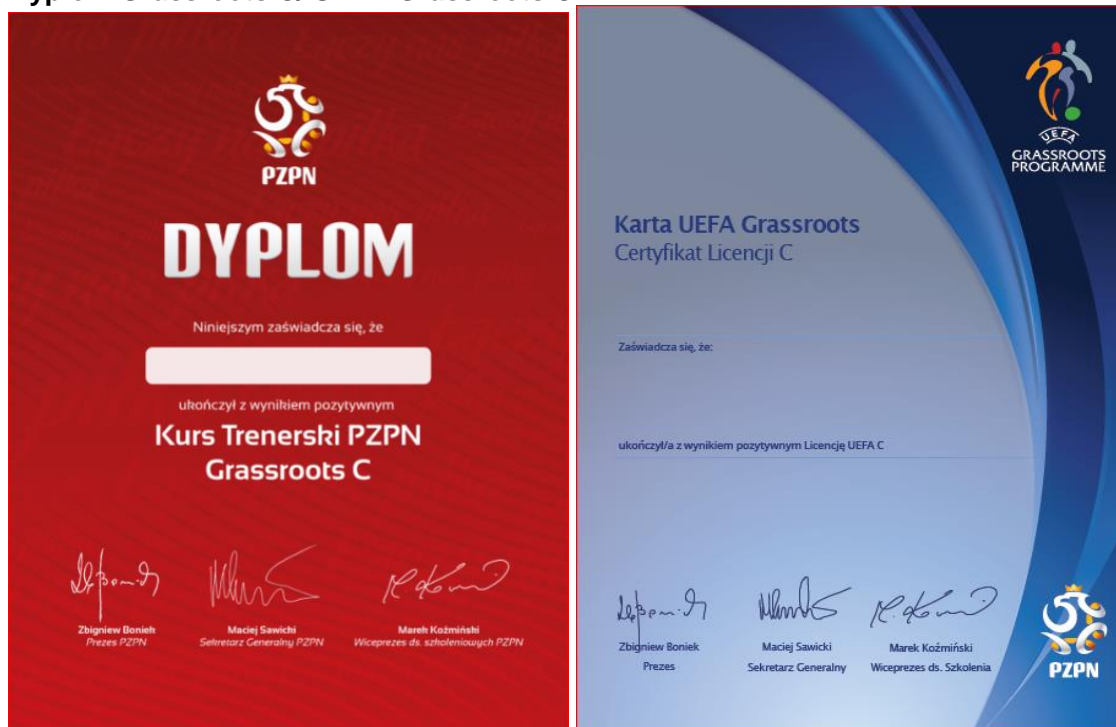 PZPN
DYPLOM
Niniejszym zaświadcza się, że
ukończył z wynikiem pozytywnym
Kurs Trenerski PZPN
Grassroots C
Zbigniew Boniek
Prezes PZPN
Maciej Sawicki
Sekretarz Generalny PZPN
Marek Koźmiński
Wiceprezes ds. szkoleniowych PZPN
UEFA
GRASSROOTS
PROGRAMME
Karta UEFA Grassroots
Certyfikat Licencji C
Zaświadcza się, że:
ukończył/a z wynikiem pozytywnym Licencję UEFA C
Zbigniew Boniek
Prezes
Maciej Sawicki
Sekretarz Generalny
Marek Koźmiński
Wiceprezes ds. Szkolenia
PZPN